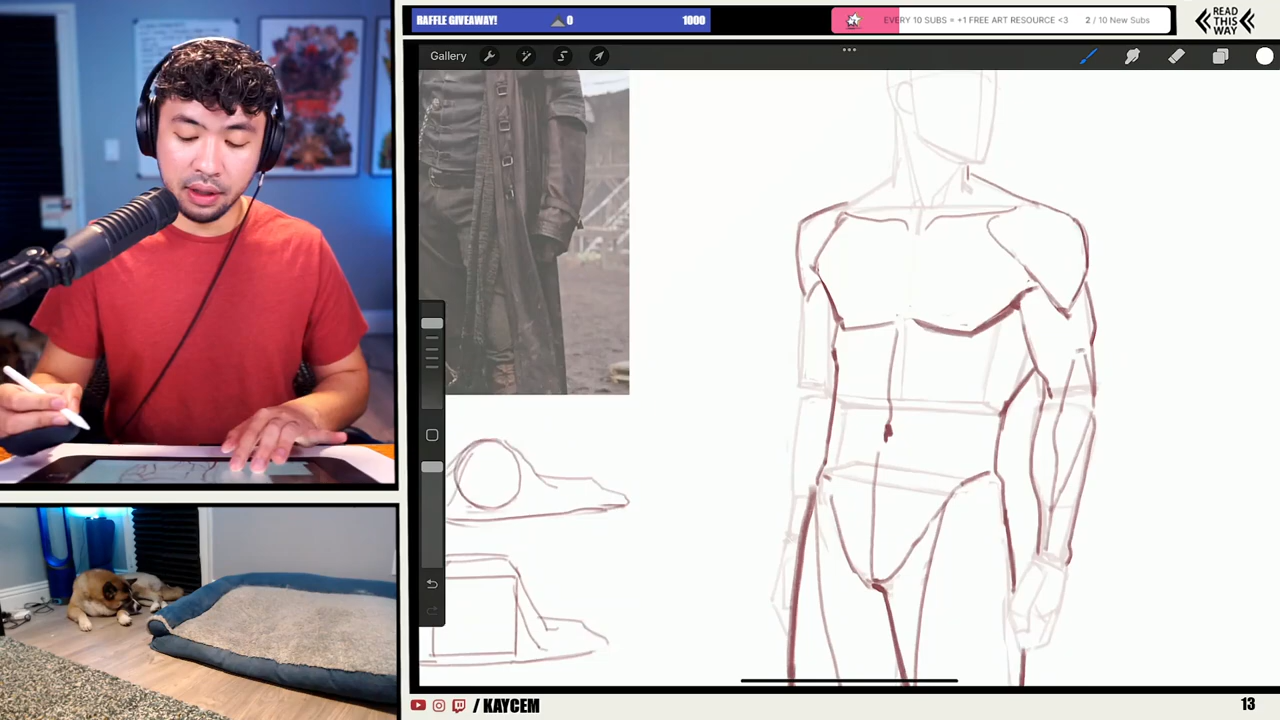 RAFFLE GIVEAWAY! 0 1000
EVERY 10 SUBS = +1 FREE ART RESOURCE <3 2 / 10 New Subs
READ
THIS
WAY
Gallery
/ KAYCEM
13